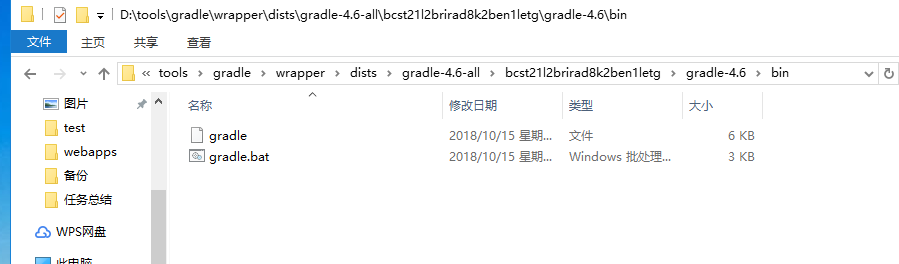 D:\tools\gradle\wrapper\dists\gradle-4.6-all\bcst21l2brirad8k2ben1letg\gradle-4.6\bin
文件 主页 共享 查看
« tools > gradle > wrapper > dists > gradle-4.6-all > bcst21l2brirad8k2ben1letg > gradle-4.6 > bin
名称 修改日期 类型 大小
图片
test
webapps
备份
任务总结
WPS网盘
此电脑
gradle 2018/10/15 星期... 文件 6 KB
gradle.bat 2018/10/15 星期... Windows 批处理... 3 KB